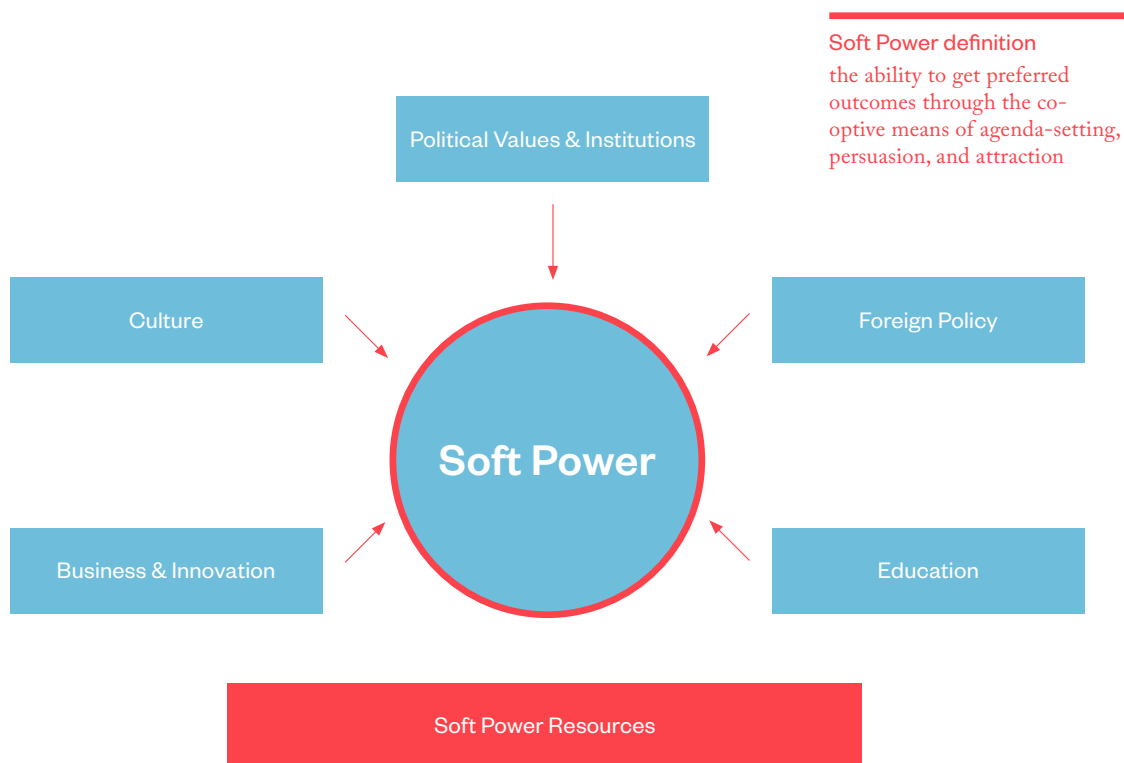 Soft Power definition
the ability to get preferred
outcomes through the co-
optive means of agenda-setting,
persuasion, and attraction
Political Values & Institutions
Culture
Foreign Policy
Soft Power
Business & Innovation
Education
Soft Power Resources